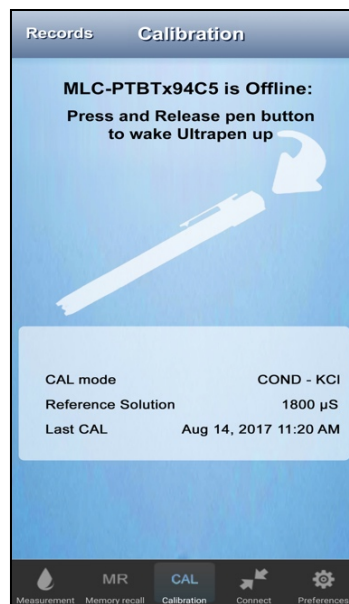 Records Calibration
MLC-PTBTx94C5 is Offline:
Press and Release pen button
to wake Ultrapen up
CAL mode COND - KCl
Reference Solution 1800 µS
Last CAL Aug 14, 2017 11:20 AM
MR CAL
Measurement Memory recall Calibration Connect Preferences